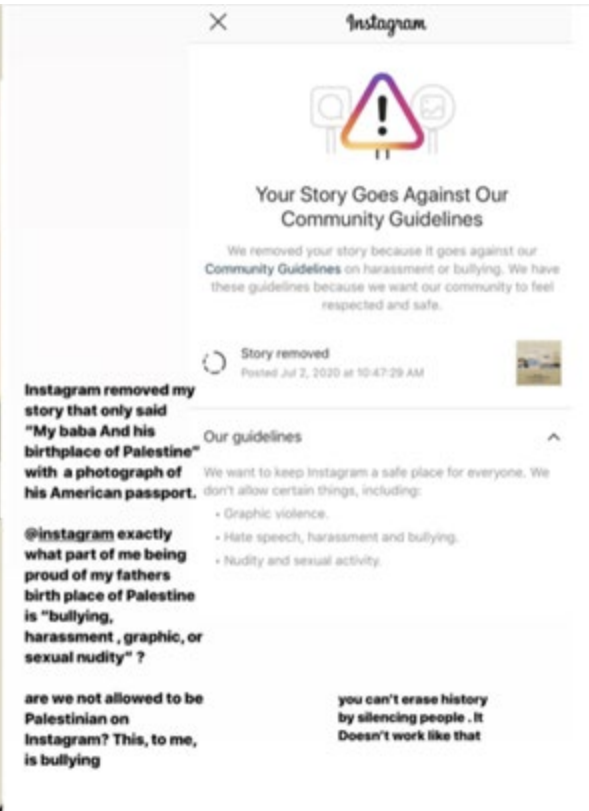 Instagram
Your Story Goes Against Our
Community Guidelines
We removed your story because it goes against our
Community Guidelines on harassment or bullying. We have
these guidelines because we want our community to feel
respected and safe.
Story removed
Posted Jul 2, 2020 at 10:47:29 AM
Our guidelines
We want to keep Instagram a safe place for everyone. We
don't allow certain things, including:
• Graphic violence.
• Hate speech, harassment and bullying.
• Nudity and sexual activity.
Instagram removed my
story that only said
"My baba And his
birthplace of Palestine"
with a photograph of
his American passport.
@instagram exactly
what part of me being
proud of my fathers
birth place of Palestine
is "bullying,
harassment , graphic, or
sexual nudity" ?
are we not allowed to be
Palestinian on
Instagram? This, to me,
is bullying
you can't erase history
by silencing people . It
Doesn't work like that